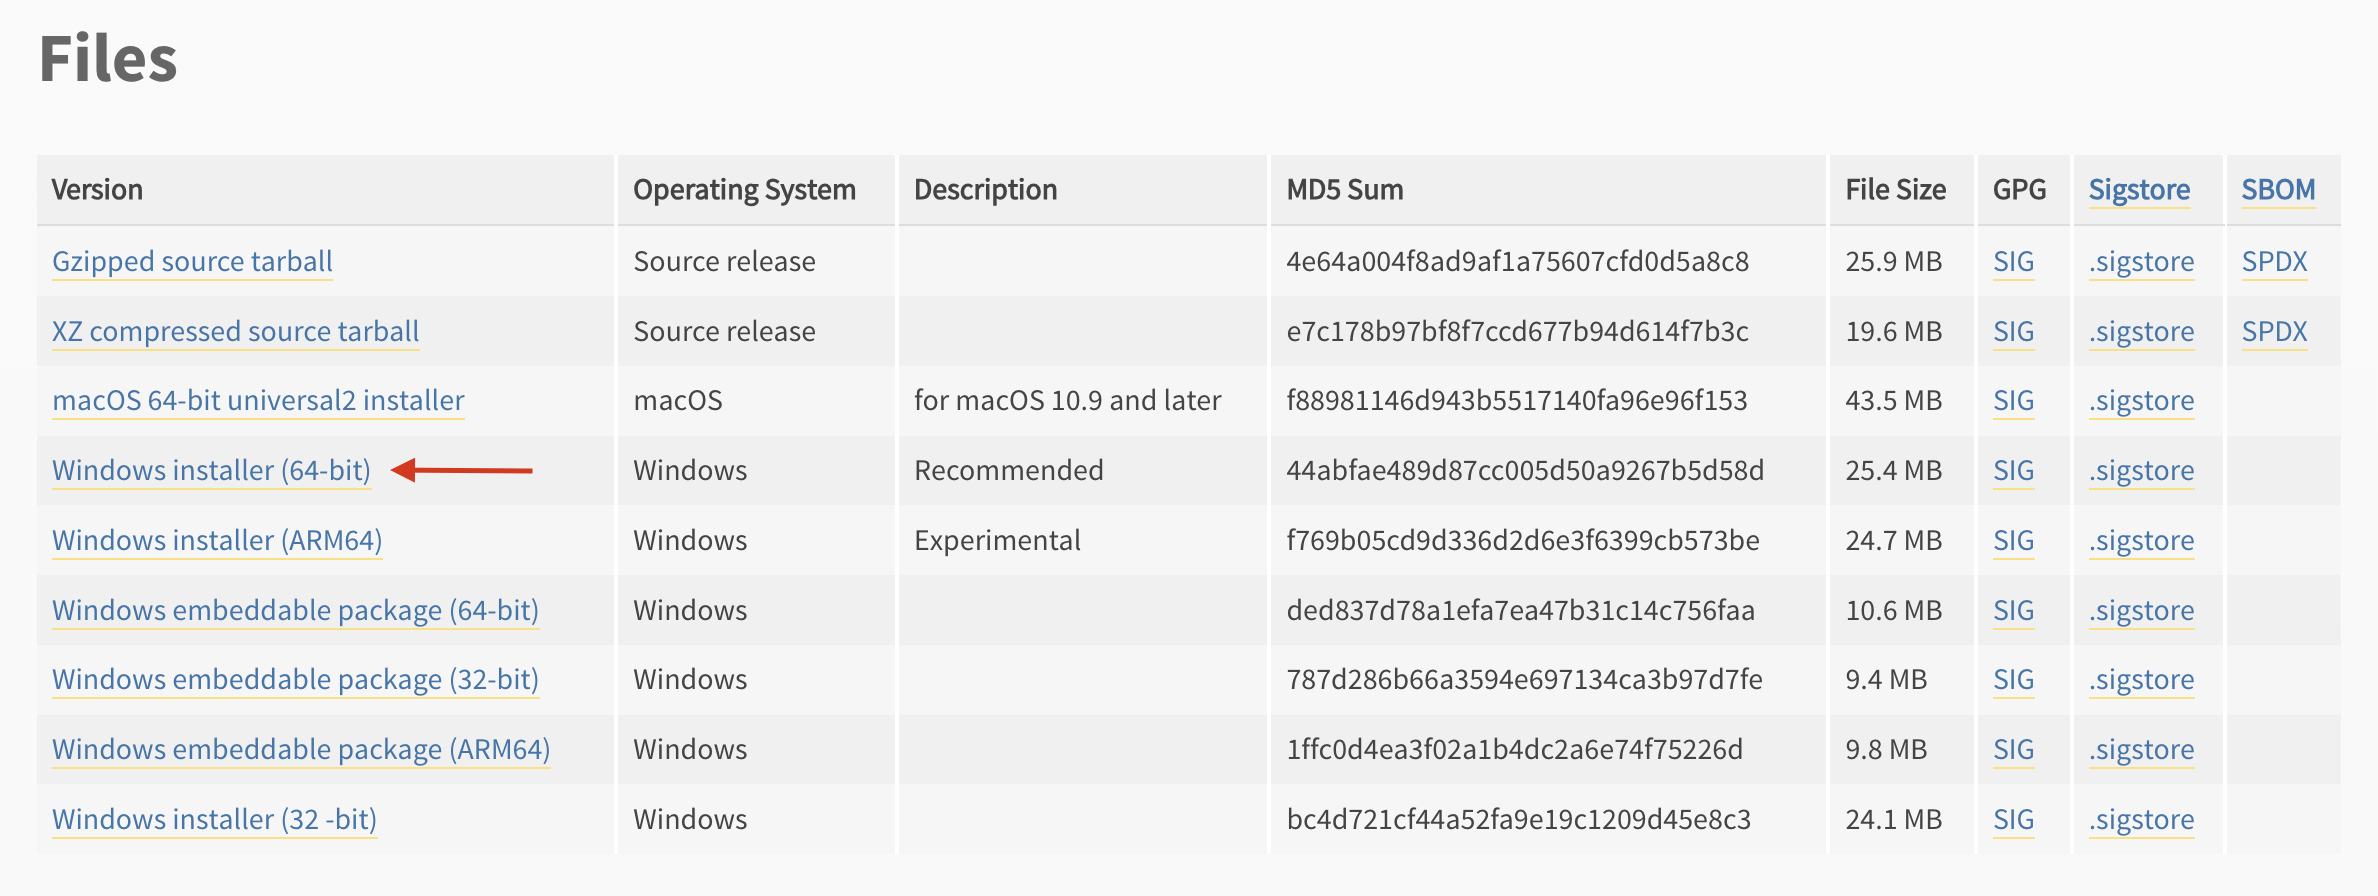 Files
Version Operating System Description MD5 Sum File Size GPG Sigstore SBOM
Gzipped source tarball Source release 4e64a004f8ad9af1a75607cfd0d5a8c8 25.9 MB SIG .sigstore SPDX
XZ compressed source tarball Source release e7c178b97bf8f7ccd677b94d614f7b3c 19.6 MB SIG .sigstore SPDX
macOS 64-bit universal2 installer macOS for macOS 10.9 and later f88981146d943b5517140fa96e96f153 43.5 MB SIG .sigstore
Windows installer (64-bit) Windows Recommended 44abfae489d87cc005d50a9267b5d58d 25.4 MB SIG .sigstore
Windows installer (ARM64) Windows Experimental f769b05cd9d336d2d6e3f6399cb573be 24.7 MB SIG .sigstore
Windows embeddable package (64-bit) Windows ded837d78a1efa7ea47b31c14c756faa 10.6 MB SIG .sigstore
Windows embeddable package (32-bit) Windows 787d286b66a3594e697134ca3b97d7fe 9.4 MB SIG .sigstore
Windows embeddable package (ARM64) Windows 1ffc0d4ea3f02a1b4dc2a6e74f75226d 9.8 MB SIG .sigstore
Windows installer (32 -bit) Windows bc4d721cf44a52fa9e19c1209d45e8c3 24.1 MB SIG .sigstore